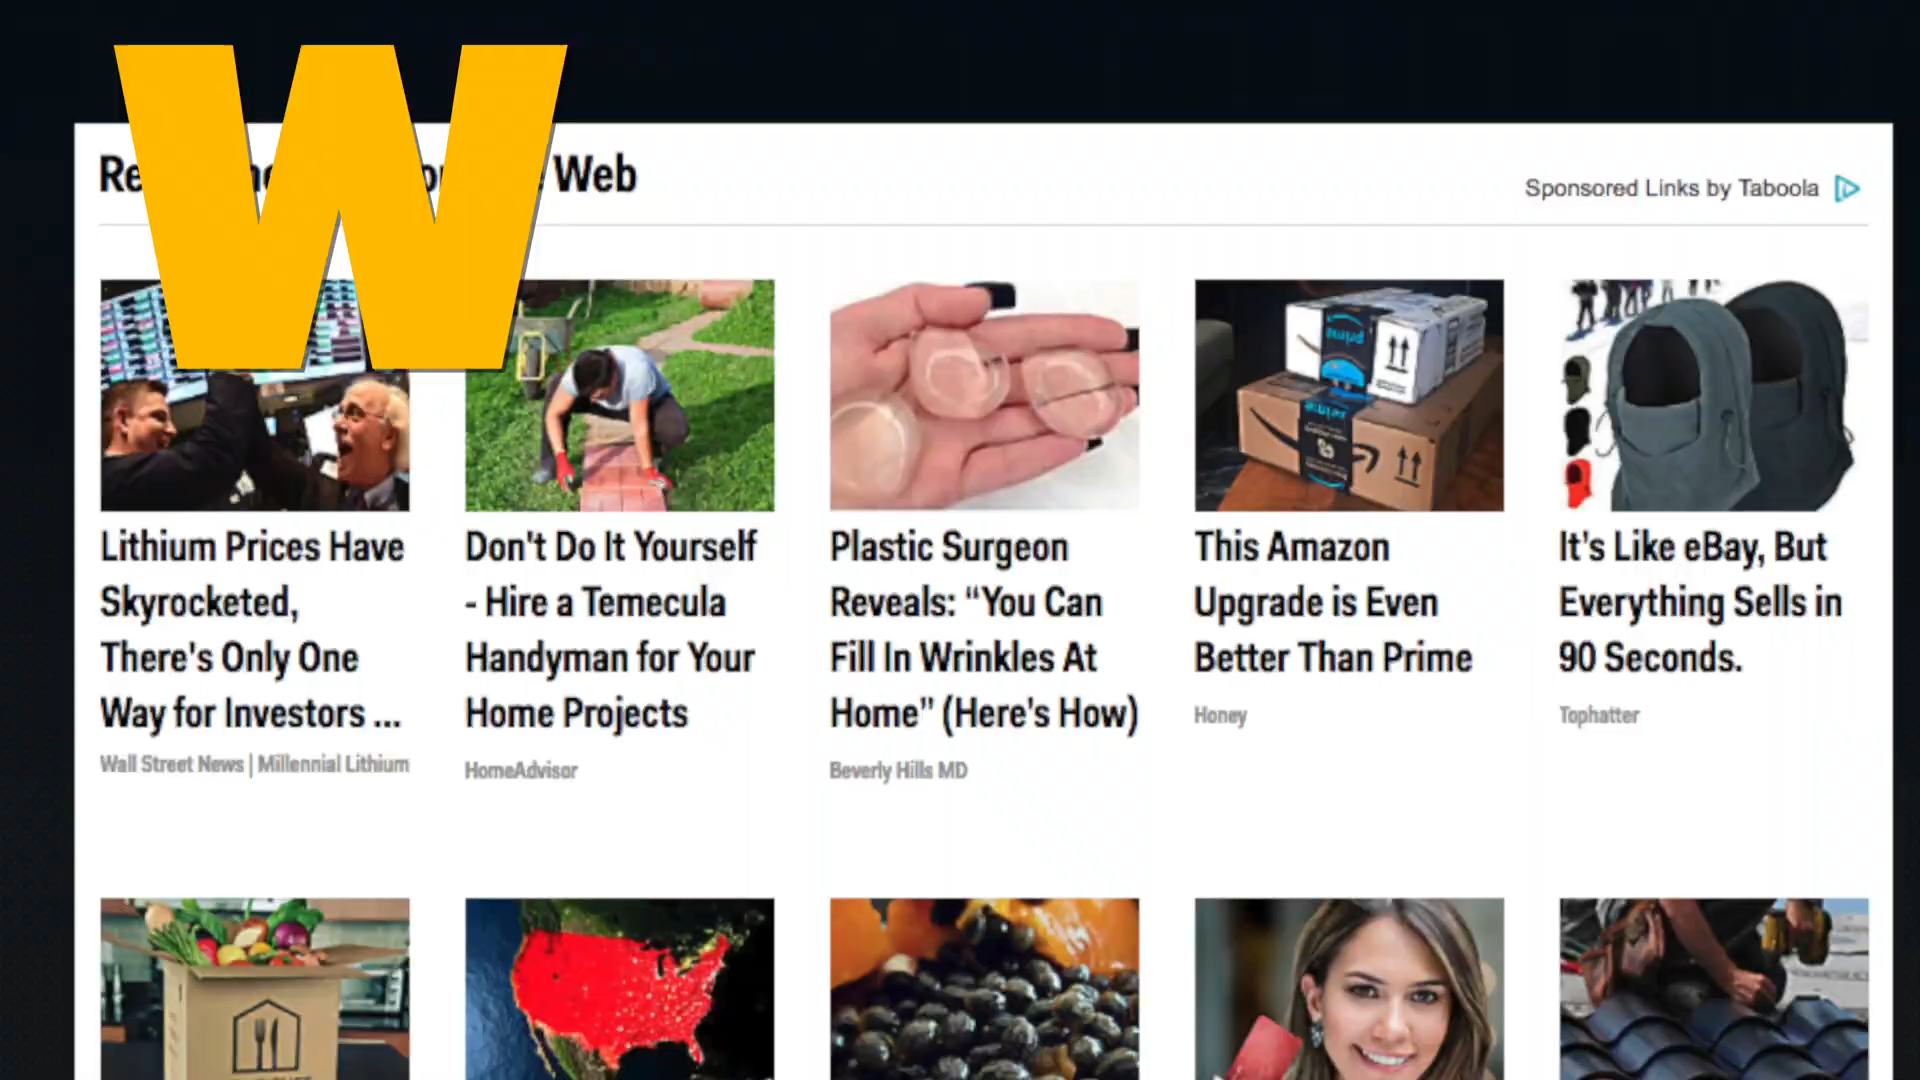 W
Web
Sponsored Links by Taboola
Lithium Prices Have
Skyrocketed,
There's Only One
Way for Investors ...
Wall Street News | Millennial Lithium
Don't Do It Yourself
- Hire a Temecula
Handyman for Your
Home Projects
HomeAdvisor
Plastic Surgeon
Reveals: “You Can
Fill In Wrinkles At
Home” (Here's How)
Beverly Hills MD
This Amazon
Upgrade is Even
Better Than Prime
Honey
It's Like eBay, But
Everything Sells in
90 Seconds.
Tophatter
prime
prime